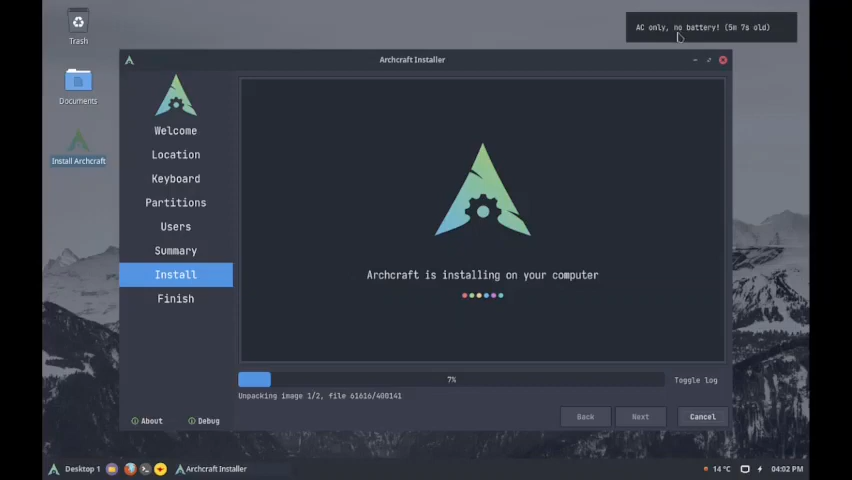 Trash
AC only, no battery! (5m 7s old)
Archcraft Installer
Documents
Welcome
Install Archcraft
Location
Keyboard
Partitions
Users
Summary
Install
Finish
Archcraft is installing on your computer
7%
Toggle log
Unpacking image 1/2, file 61616/400141
About
Debug
Back
Next
Cancel
Desktop 1
Archcraft Installer
14 °C
04:02 PM